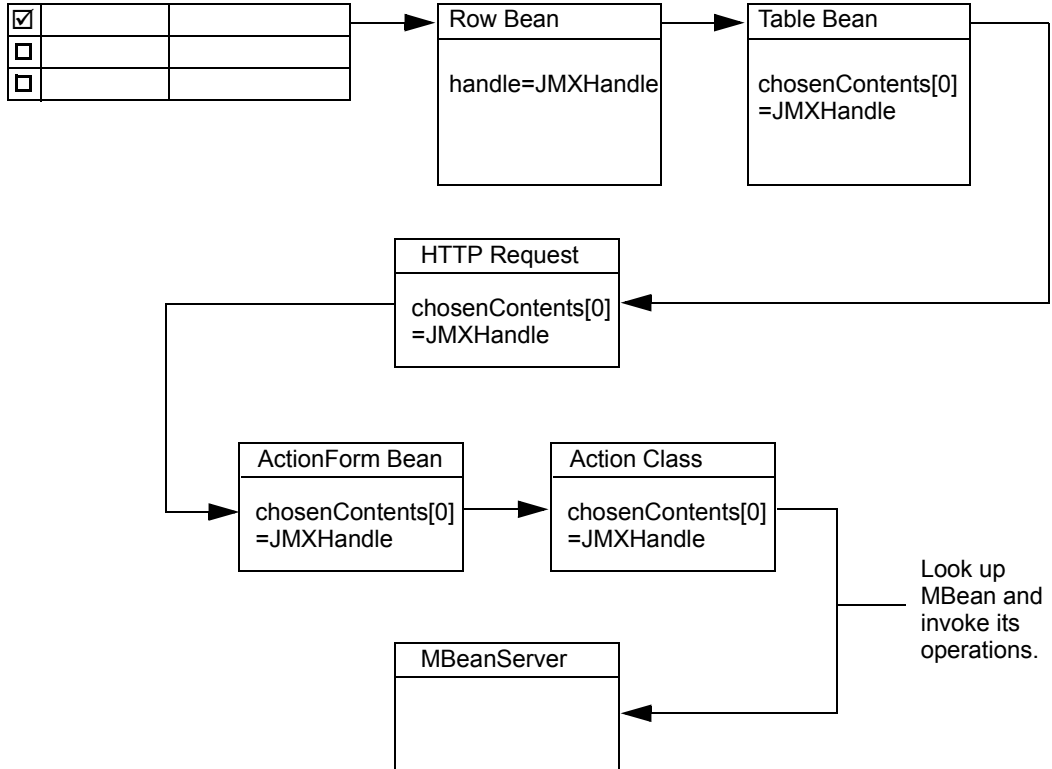 Row Bean
handle=JMXHandle
Table Bean
chosenContents[0]
=JMXHandle
HTTP Request
chosenContents[0]
=JMXHandle
ActionForm Bean
chosenContents[0]
=JMXHandle
Action Class
chosenContents[0]
=JMXHandle
Look up
MBean and
invoke its
operations.
MBeanServer